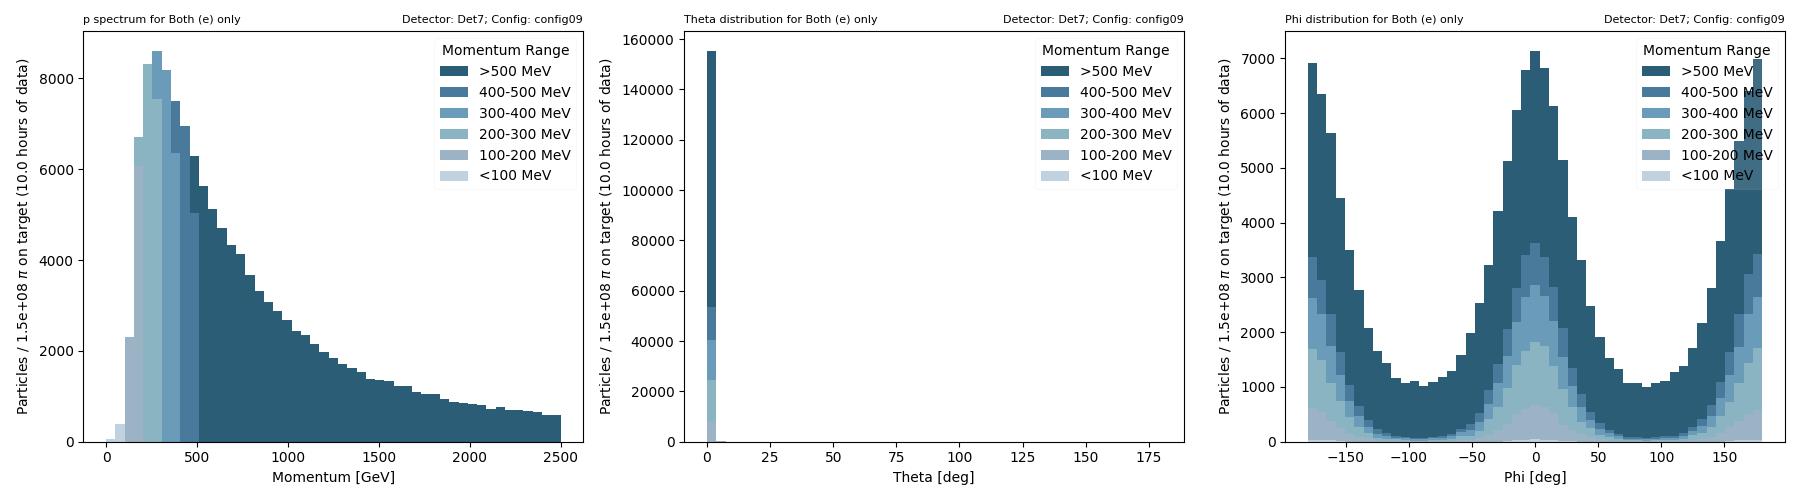 p spectrum for Both (e) only
Detector: Det7; Config: config09
Particles / 1.5e+08 π on target (10.0 hours of data)
8000
6000
4000
2000
0
Momentum Range
>500 MeV
400-500 MeV
300-400 MeV
200-300 MeV
100-200 MeV
<100 MeV
0 500 1000 1500 2000 2500
Momentum [GeV]
Theta distribution for Both (e) only
Detector: Det7; Config: config09
Particles / 1.5e+08 π on target (10.0 hours of data)
160000
140000
120000
100000
80000
60000
40000
20000
0
Momentum Range
>500 MeV
400-500 MeV
300-400 MeV
200-300 MeV
100-200 MeV
<100 MeV
0 25 50 75 100 125 150 175
Theta [deg]
Phi distribution for Both (e) only
Detector: Det7; Config: config09
Particles / 1.5e+08 π on target (10.0 hours of data)
7000
6000
5000
4000
3000
2000
1000
0
Momentum Range
>500 MeV
400-500 MeV
300-400 MeV
200-300 MeV
100-200 MeV
<100 MeV
−150 −100 −50 0 50 100 150
Phi [deg]